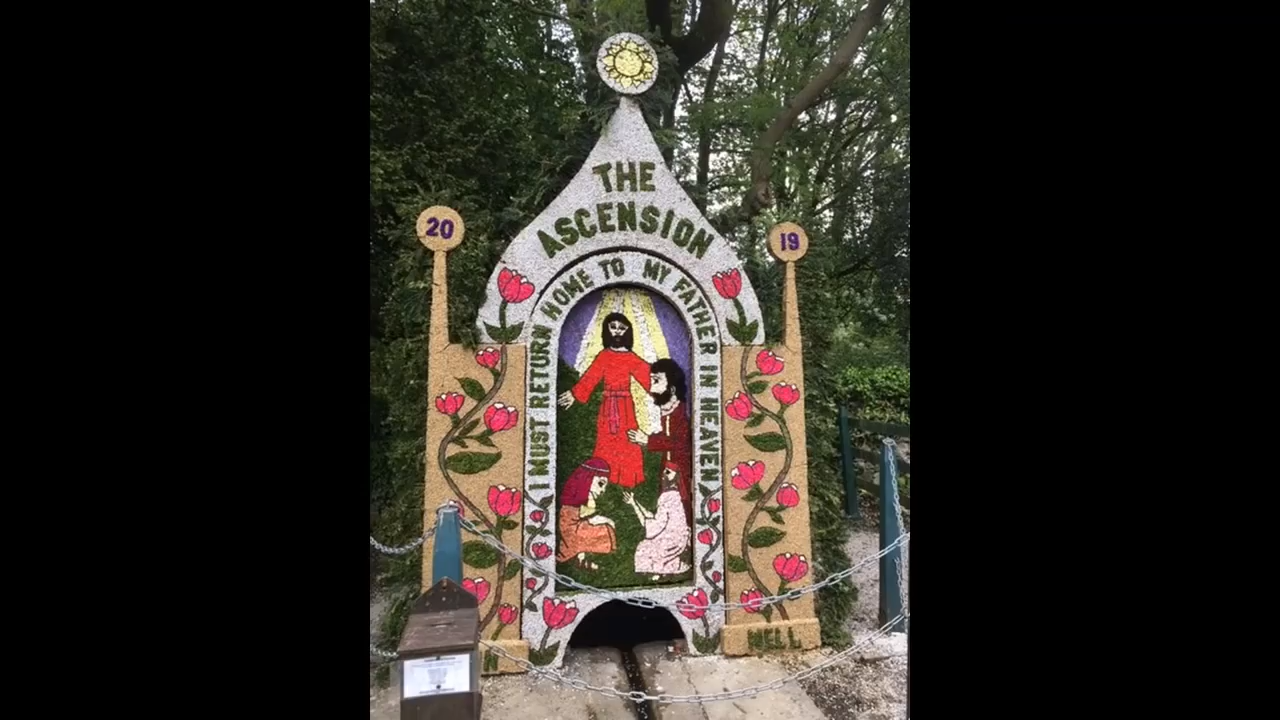 THE
ASCENSION
20
19
I MUST RETURN HOME TO MY FATHER IN HEAVEN
N
WELL